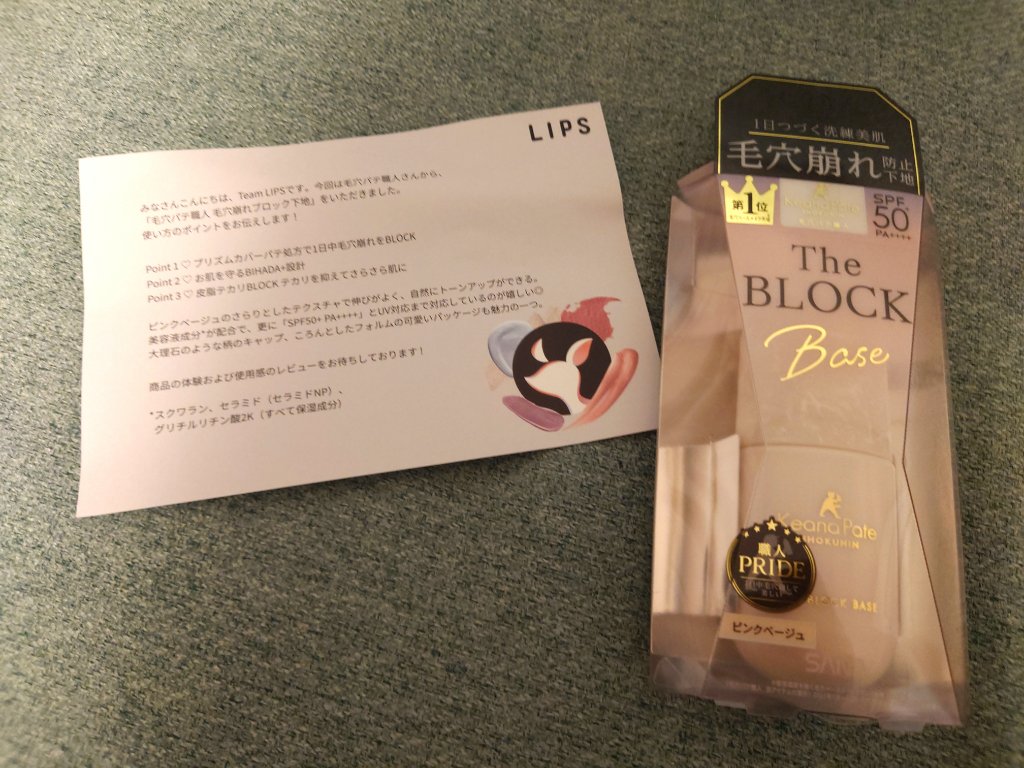 LIPS
みなさんこんにちは、Team LIPSです。今回は毛穴パテ職人さんから、
「毛穴パテ職人 毛穴崩れブロック下地」をいただきました。
使い方のポイントをお伝えします！
Point 1 ♡ プリズムカバーパテ処方で1日中毛穴崩れをBLOCK
Point 2 ♡ お肌を守るBIHADA+設計
Point 3 ♡ 皮脂テカリBLOCK テカリを抑えてさらさら肌に
ピンクベージュのさらりとしたテクスチャで伸びがよく、自然にトーンアップができる。
美容液成分*が配合で、更に「SPF50+ PA++++」とUV対応まで対応しているのが嬉しい◎
大理石のような柄のキャップ、ころんとしたフォルムの可愛いパッケージも魅力の一つ。
商品の体験および使用感のレビューをお待ちしております！
*スクワラン、セラミド（セラミドNP）、
グリチルリチン酸2K（すべて保湿成分）
1日つづく洗練美肌
毛穴崩れ防止下地
第1位
Keana Pate
SPF
50+
PA++++
The
BLOCK
Base
Keana Pate
SHOKUNIN
職人
PRIDE
BLOCK BASE
ピンクベージュ
SANA